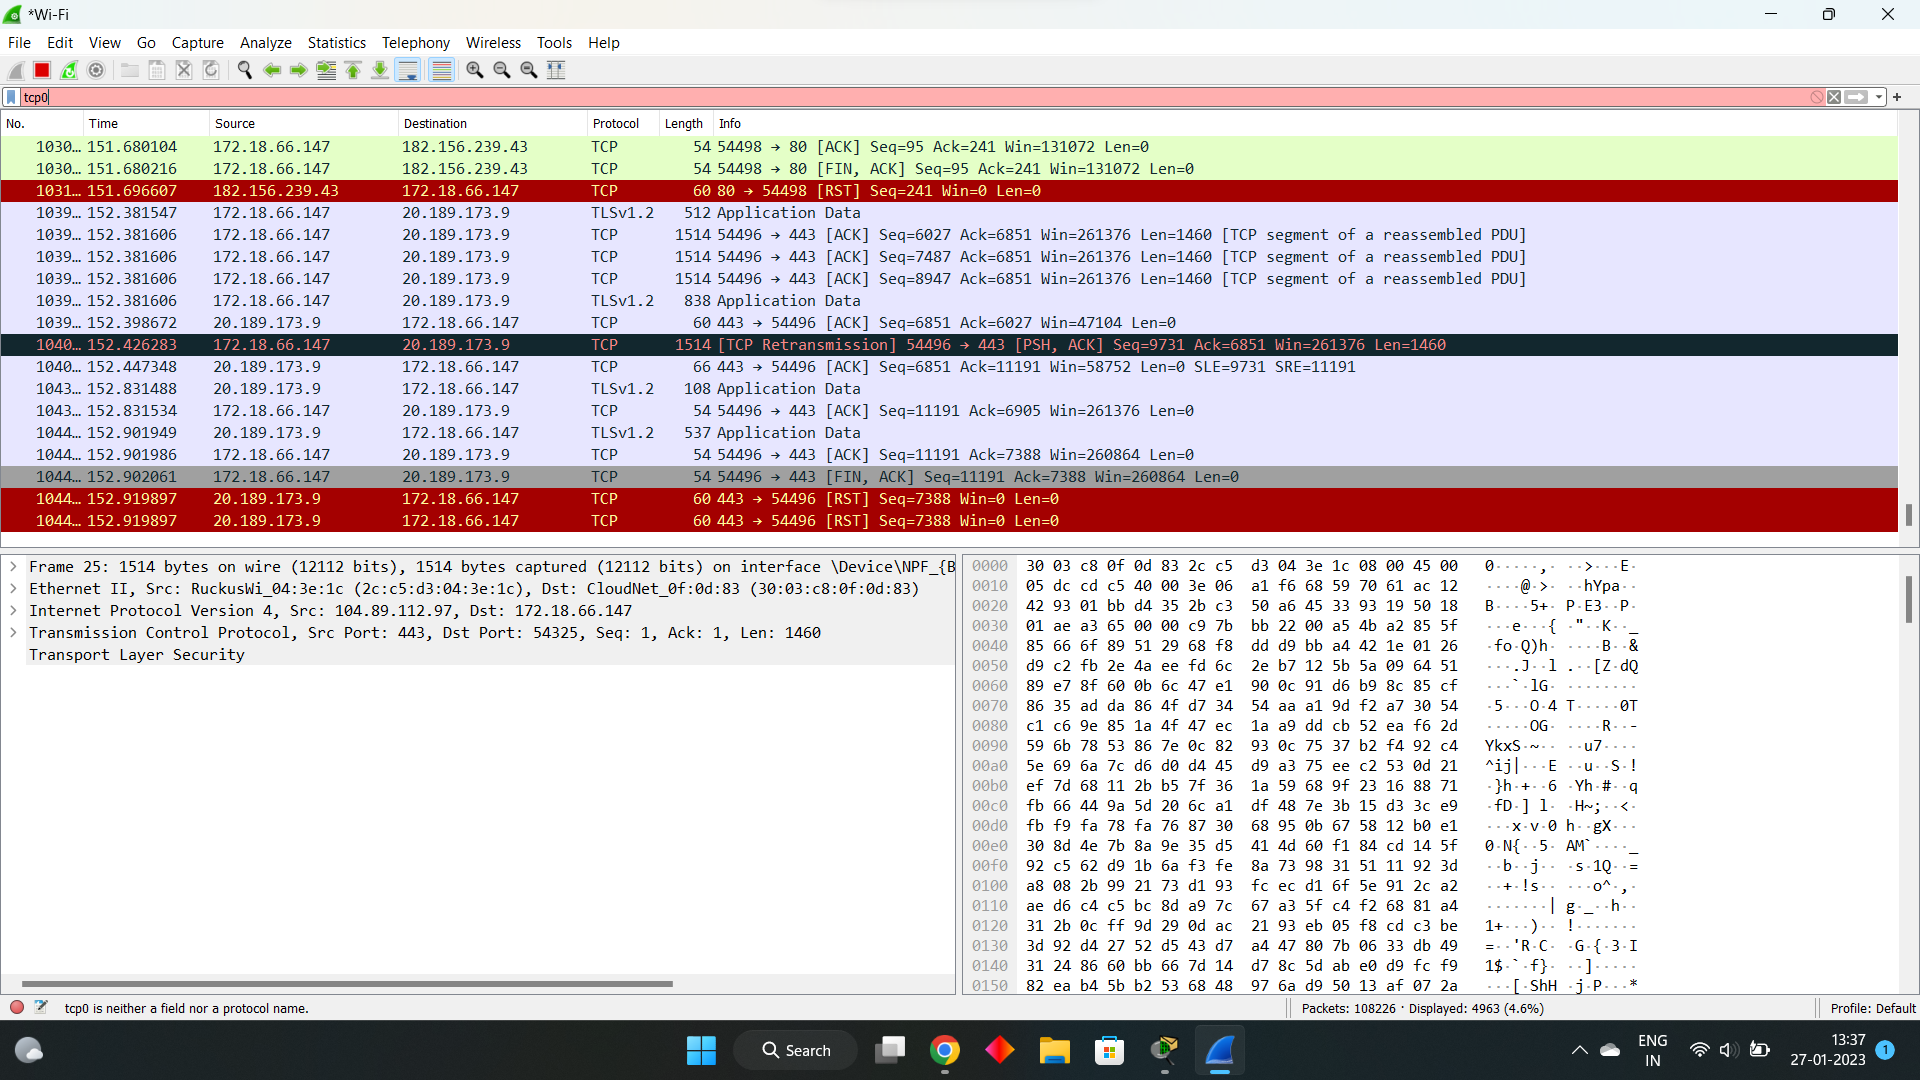 *Wi-Fi
File Edit View Go Capture Analyze Statistics Telephony Wireless Tools Help
tcp0
No. Time Source Destination Protocol Length Info
1030… 151.680104 172.18.66.147 182.156.239.43 TCP 54 54498 → 80 [ACK] Seq=95 Ack=241 Win=131072 Len=0
1030… 151.680216 172.18.66.147 182.156.239.43 TCP 54 54498 → 80 [FIN, ACK] Seq=95 Ack=241 Win=131072 Len=0
1031… 151.696607 182.156.239.43 172.18.66.147 TCP 60 80 → 54498 [RST] Seq=241 Win=0 Len=0
1039… 152.381547 172.18.66.147 20.189.173.9 TLSv1.2 512 Application Data
1039… 152.381606 172.18.66.147 20.189.173.9 TCP 1514 54496 → 443 [ACK] Seq=6027 Ack=6851 Win=261376 Len=1460 [TCP segment of a reassembled PDU]
1039… 152.381606 172.18.66.147 20.189.173.9 TCP 1514 54496 → 443 [ACK] Seq=7487 Ack=6851 Win=261376 Len=1460 [TCP segment of a reassembled PDU]
1039… 152.381606 172.18.66.147 20.189.173.9 TCP 1514 54496 → 443 [ACK] Seq=8947 Ack=6851 Win=261376 Len=1460 [TCP segment of a reassembled PDU]
1039… 152.381606 172.18.66.147 20.189.173.9 TLSv1.2 838 Application Data
1039… 152.398672 20.189.173.9 172.18.66.147 TCP 60 443 → 54496 [ACK] Seq=6851 Ack=6027 Win=47104 Len=0
1040… 152.426283 172.18.66.147 20.189.173.9 TCP 1514 [TCP Retransmission] 54496 → 443 [PSH, ACK] Seq=9731 Ack=6851 Win=261376 Len=1460
1040… 152.447348 20.189.173.9 172.18.66.147 TCP 66 443 → 54496 [ACK] Seq=6851 Ack=11191 Win=58752 Len=0 SLE=9731 SRE=11191
1043… 152.831488 20.189.173.9 172.18.66.147 TLSv1.2 108 Application Data
1043… 152.831534 172.18.66.147 20.189.173.9 TCP 54 54496 → 443 [ACK] Seq=11191 Ack=6905 Win=261376 Len=0
1044… 152.901949 20.189.173.9 172.18.66.147 TLSv1.2 537 Application Data
1044… 152.901986 172.18.66.147 20.189.173.9 TCP 54 54496 → 443 [ACK] Seq=11191 Ack=7388 Win=260864 Len=0
1044… 152.902061 172.18.66.147 20.189.173.9 TCP 54 54496 → 443 [FIN, ACK] Seq=11191 Ack=7388 Win=260864 Len=0
1044… 152.919897 20.189.173.9 172.18.66.147 TCP 60 443 → 54496 [RST] Seq=7388 Win=0 Len=0
1044… 152.919897 20.189.173.9 172.18.66.147 TCP 60 443 → 54496 [RST] Seq=7388 Win=0 Len=0
Frame 25: 1514 bytes on wire (12112 bits), 1514 bytes captured (12112 bits) on interface \Device\NPF_{B
Ethernet II, Src: RuckusWi_04:3e:1c (2c:c5:d3:04:3e:1c), Dst: CloudNet_0f:0d:83 (30:03:c8:0f:0d:83)
Internet Protocol Version 4, Src: 104.89.112.97, Dst: 172.18.66.147
Transmission Control Protocol, Src Port: 443, Dst Port: 54325, Seq: 1, Ack: 1, Len: 1460
Transport Layer Security
0000 30 03 c8 0f 0d 83 2c c5 d3 04 3e 1c 08 00 45 00 0·····,· ··>···E·
0010 05 dc cd c5 40 00 3e 06 a1 f6 68 59 70 61 ac 12 ····@·>· ··hYpa··
0020 42 93 01 bb d4 35 2b c3 50 a6 45 33 93 19 50 18 B····5+· P·E3··P·
0030 01 ae a3 65 00 00 c9 7b bb 22 00 a5 4b a2 85 5f ···e···{ ·"··K··_
0040 85 66 6f 89 51 29 68 f8 dd d9 bb a4 42 1e 01 26 ·fo·Q)h· ····B··&
0050 d9 c2 fb 2e 4a ee fd 6c 2e b7 12 5b 5a 09 64 51 ···.J··l .··[Z·dQ
0060 89 e7 8f 60 0b 6c 47 e1 90 0c 91 d6 b9 8c 85 cf ···`·lG· ········
0070 86 35 ad da 86 4f d7 34 54 aa a1 9d f2 a7 30 54 ·5···O·4 T·····0T
0080 c1 c6 9e 85 1a 4f 47 ec 1a a9 dd cb 52 ea f6 2d ·····OG· ····R··-
0090 59 6b 78 53 86 7e 0c 82 93 0c 75 37 b2 f4 92 c4 YkxS·~·· ··u7····
00a0 5e 69 6a 7c d6 d0 d4 45 d9 a3 75 ee c2 53 0d 21 ^ij|···E ··u··S·!
00b0 ef 7d 68 11 2b b5 7f 36 1a 59 68 9f 23 16 88 71 ·}h·+··6 ·Yh·#··q
00c0 fb 66 44 9a 5d 20 6c a1 df 48 7e 3b 15 d3 3c e9 ·fD·] l· ·H~;··<·
00d0 fb f9 fa 78 fa 76 87 30 68 95 0b 67 58 12 b0 e1 ···x·v·0 h··gX···
00e0 30 8d 4e 7b 8a 9e 35 d5 41 4d 60 f1 84 cd 14 5f 0·N{··5· AM`····_
00f0 92 c5 62 d9 1b 6a f3 fe 8a 73 98 31 51 11 92 3d ··b··j·· ·s·1Q··=
0100 a8 08 2b 99 21 73 d1 93 fc ec d1 6f 5e 91 2c a2 ··+·!s·· ···o^·,·
0110 ae d6 c4 c5 bc 8d a9 7c 67 a3 5f c4 f2 68 81 a4 ·······| g·_··h··
0120 31 2b 0c ff 9d 29 0d ac 21 93 eb 05 f8 cd c3 be 1+···)·· !·······
0130 3d 92 d4 27 52 d5 43 d7 a4 47 80 7b 06 33 db 49 =··'R·C· ·G·{·3·I
0140 31 24 86 60 bb 66 7d 14 d7 8c 5d ab e0 d9 fc f9 1$·`·f}· ··]·····
0150 82 ea b4 5b b2 53 68 48 97 6a d9 50 13 af 07 2a ···[·ShH ·j·P···*
tcp0 is neither a field nor a protocol name. Packets: 108226 · Displayed: 4963 (4.6%) Profile: Default
Search
ENG
IN
13:37
27-01-2023
1